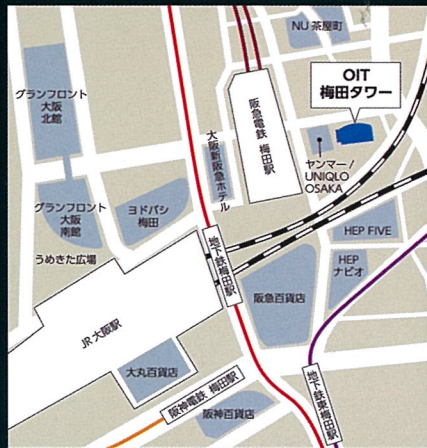 NU 茶屋町
OIT
梅田タワー
グランフロント
大阪
北館
阪急電鉄 梅田駅
大阪新阪急ホテル
ヤンマー/
UNIQLO
OSAKA
グランフロント
大阪
南館
ヨドバシ
梅田
HEP FIVE
うめきた広場
地下鉄梅田駅
HEP
ナビオ
阪急百貨店
JR 大阪駅
大丸百貨店
阪神電鉄 梅田駅
地下鉄東梅田駅
阪神百貨店